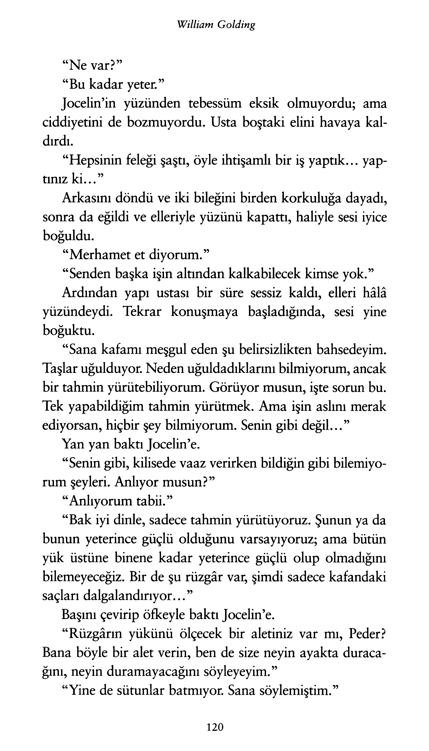 William Golding
“Ne var?”
“Bu kadar yeter.”
Jocelin’in yüzünden tebessüm eksik olmuyordu; ama
ciddiyetini de bozmuyordu. Usta boştaki elini havaya kal-
dırdı.
“Hepsinin feleği şaştı, öyle ihtişamlı bir iş yaptık... yap-
tınız ki...”
Arkasını döndü ve iki bileğini birden korkuluğa dayadı,
sonra da eğildi ve elleriyle yüzünü kapattı, haliyle sesi iyice
boğuldu.
“Merhamet et diyorum.”
“Senden başka işin altından kalkabilecek kimse yok.”
Ardından yapı ustası bir süre sessiz kaldı, elleri hâlâ
yüzündeydi. Tekrar konuşmaya başladığında, sesi yine
boğuktu.
“Sana kafamı meşgul eden şu belirsizlikten bahsedeyim.
Taşlar uğulduyor. Neden uğuldadıklarını bilmiyorum, ancak
bir tahmin yürütebiliyorum. Görüyor musun, işte sorun bu.
Tek yapabildiğim tahmin yürütmek. Ama işin aslını merak
ediyorsan, hiçbir şey bilmiyorum. Senin gibi değil...”
Yan yan baktı Jocelin’e.
“Senin gibi, kilisede vaaz verirken bildiğin gibi bilemiyo-
rum şeyleri. Anlıyor musun?”
“Anlıyorum tabii.”
“Bak iyi dinle, sadece tahmin yürütüyoruz. Şunun ya da
bunun yeterince güçlü olduğunu varsayıyoruz; ama bütün
yük üstüne binene kadar yeterince güçlü olup olmadığını
bilemeyeceğiz. Bir de şu rüzgâr var, şimdi sadece kafandaki
saçları dalgalandırıyor...”
Başını çevirip öfkeyle baktı Jocelin’e.
“Rüzgârın yükünü ölçecek bir aletiniz var mı, Peder?
Bana böyle bir alet verin, ben de size neyin ayakta duraca-
ğını, neyin duramayacağını söyleyeyim.”
“Yine de sütunlar batmıyor. Sana söylemiştim.”
120